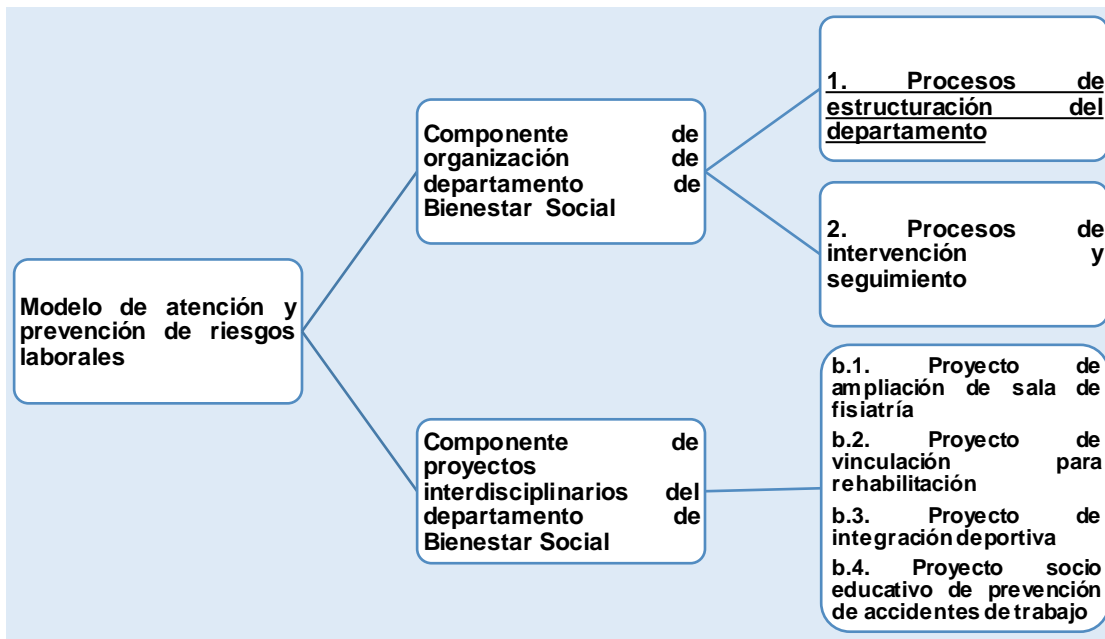 Modelo de atención y
prevención de riesgos
laborales
Componente de
organización de
departamento de
Bienestar Social
1. Procesos de
estructuración del
departamento
2. Procesos de
intervención y
seguimiento
Componente de
proyectos
interdisciplinarios del
departamento de
Bienestar Social
b.1. Proyecto de
ampliación de sala de
fisiatría
b.2. Proyecto de
vinculación para
rehabilitación
b.3. Proyecto de
integración deportiva
b.4. Proyecto socio
educativo de prevención
de accidentes de trabajo